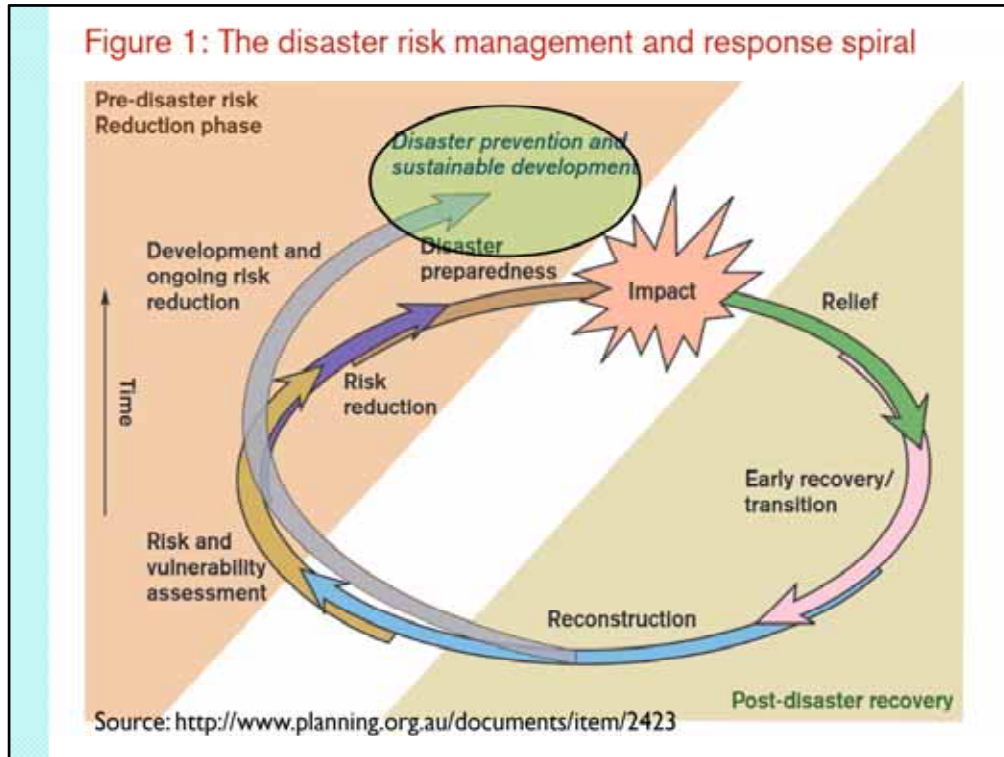 Figure 1: The disaster risk management and response spiral
Pre-disaster risk
Reduction phase
Disaster prevention and
sustainable development
Development and
ongoing risk
reduction
Disaster
preparedness
Impact
Relief
Time
Risk
reduction
Early recovery/
transition
Risk and
vulnerability
assessment
Reconstruction
Post-disaster recovery
Source: http://www.planning.org.au/documents/item/2423